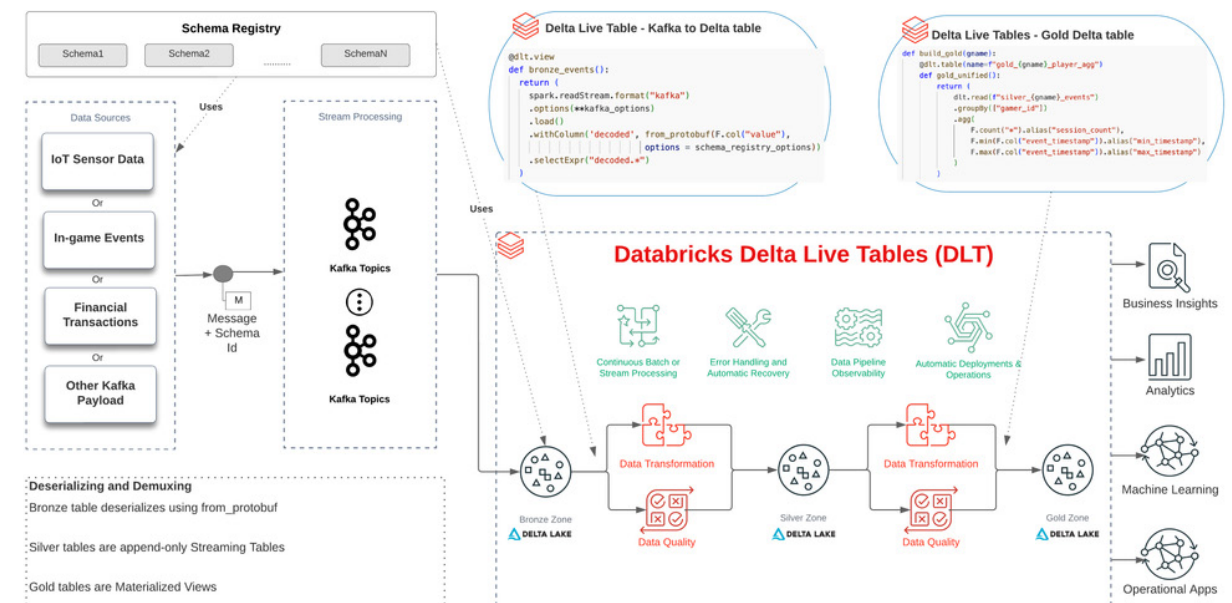 Schema Registry
Schema1
Schema2
.........
SchemaN
Uses
Data Sources
IoT Sensor Data
Or
In-game Events
Or
Financial
Transactions
Or
Other Kafka
Payload
M
Message
+ Schema
Id
Stream Processing
Kafka Topics
Kafka Topics
Delta Live Table - Kafka to Delta table
@dlt.view
def bronze_events():
return (
spark.readStream.format("kafka")
.options(**kafka_options)
.load()
.withColumn('decoded', from_protobuf(F.col("value"),
options = schema_registry_options))
.selectExpr("decoded.*")
)
Delta Live Tables - Gold Delta table
def build_gold(gname):
@dlt.table(name=f"gold_{gname}_player_agg")
def gold_unified():
return (
dlt.read(f"silver_{gname}_events")
.groupBy(["gamer_id"])
.agg(
F.count("*").alias("session_count"),
F.min(F.col("event_timestamp")).alias("min_timestamp"),
F.max(F.col("event_timestamp")).alias("max_timestamp")
)
)
Uses
Databricks Delta Live Tables (DLT)
Continuous Batch or
Stream Processing
Error Handling and
Automatic Recovery
Data Pipeline
Observability
Automatic Deployments &
Operations
Bronze Zone
DELTA LAKE
Data Transformation
Data Quality
Silver Zone
DELTA LAKE
Data Transformation
Data Quality
Gold Zone
DELTA LAKE
Business Insights
Analytics
Machine Learning
Operational Apps
Deserializing and Demuxing
Bronze table deserializes using from_protobuf
Silver tables are append-only Streaming Tables
Gold tables are Materialized Views